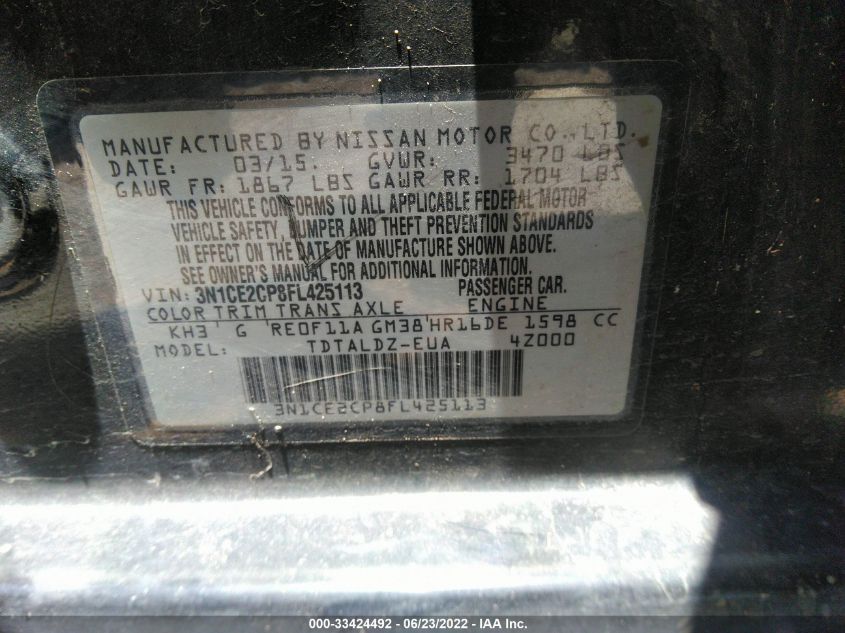 MANUFACTURED BY NISSAN MOTOR CO., LTD.
DATE: 03/15. GVWR: 3470 LBS
GAWR FR: 1867 LBS GAWR RR: 1704 LBS
THIS VEHICLE CONFORMS TO ALL APPLICABLE FEDERAL MOTOR
VEHICLE SAFETY, BUMPER AND THEFT PREVENTION STANDARDS
IN EFFECT ON THE DATE OF MANUFACTURE SHOWN ABOVE.
SEE OWNER'S MANUAL FOR ADDITIONAL INFORMATION.
VIN: 3N1CE2CP8FL425113 PASSENGER CAR.
COLOR TRIM TRANS AXLE ENGINE
KH3 G RE0F11A GM38 HR16DE 1598 CC
MODEL: TDTALDZ-EUA 4Z000
3N1CE2CP8FL425113
000-33424492 - 06/23/2022 - IAA Inc.